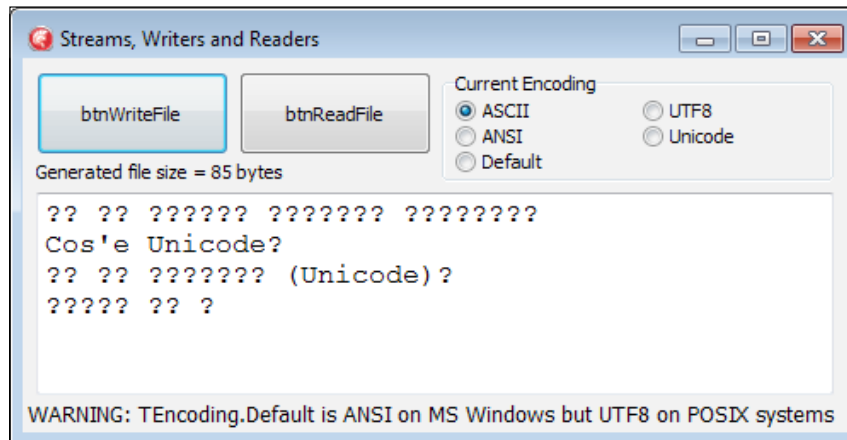 Streams, Writers and Readers
btnWriteFile
btnReadFile
Current Encoding
ASCII
UTF8
ANSI
Unicode
Default
Generated file size = 85 bytes
?? ?? ?????? ??????? ????????
Cos'e Unicode?
?? ?? ??????? (Unicode)?
????? ?? ?
WARNING: TEncoding.Default is ANSI on MS Windows but UTF8 on POSIX systems